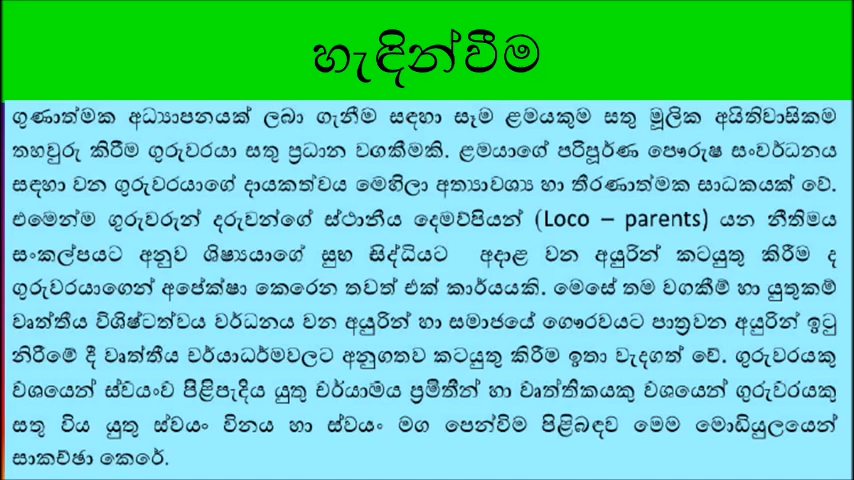 හැඳින්වීම
ගුණාත්මක අධ්‍යාපනයක් ලබා ගැනීම සඳහා සෑම ළමයකුම සතු මූලික අයිතිවාසිකම
තහවුරු කිරීම ගුරුවරයා සතු ප්‍රධාන වගකීමකි. ළමයාගේ පරිපූර්ණ පෞරුෂ සංවර්ධනය
සඳහා වන ගුරුවරයාගේ දායකත්වය මෙහිලා අත්‍යාවශ්‍ය හා තීරණාත්මක සාධකයක් වේ.
එමෙන්ම ගුරුවරුන් දරුවන්ගේ ස්ථානීය දෙමව්පියන් (Loco – parents) යන නීතිමය
සංකල්පයට අනුව ශිෂ්‍යයාගේ සුභ සිද්ධියට අදාළ වන අයුරින් කටයුතු කිරීම ද
ගුරුවරයාගෙන් අපේක්ෂා කෙරෙන තවත් එක් කාර්යයකි. මෙසේ තම වගකීම් හා යුතුකම්
වෘත්තීය විශිෂ්ටත්වය වර්ධනය වන අයුරින් හා සමාජයේ ගෞරවයට පාත්‍රවන අයුරින් ඉටු
කිරීමේ දී වෘත්තීය චර්යාධර්මවලට අනුගතව කටයුතු කිරීම ඉතා වැදගත් වේ. ගුරුවරයකු
වශයෙන් ස්වයංව පිළිපැදිය යුතු චර්යාමය ප්‍රමිතීන් හා වෘත්තිකයකු වශයෙන් ගුරුවරයකු
සතු විය යුතු ස්වයං විනය හා ස්වයං මග පෙන්වීම පිළිබඳව මෙම මොඩියුලයෙන්
සාකච්ඡා කෙරේ.